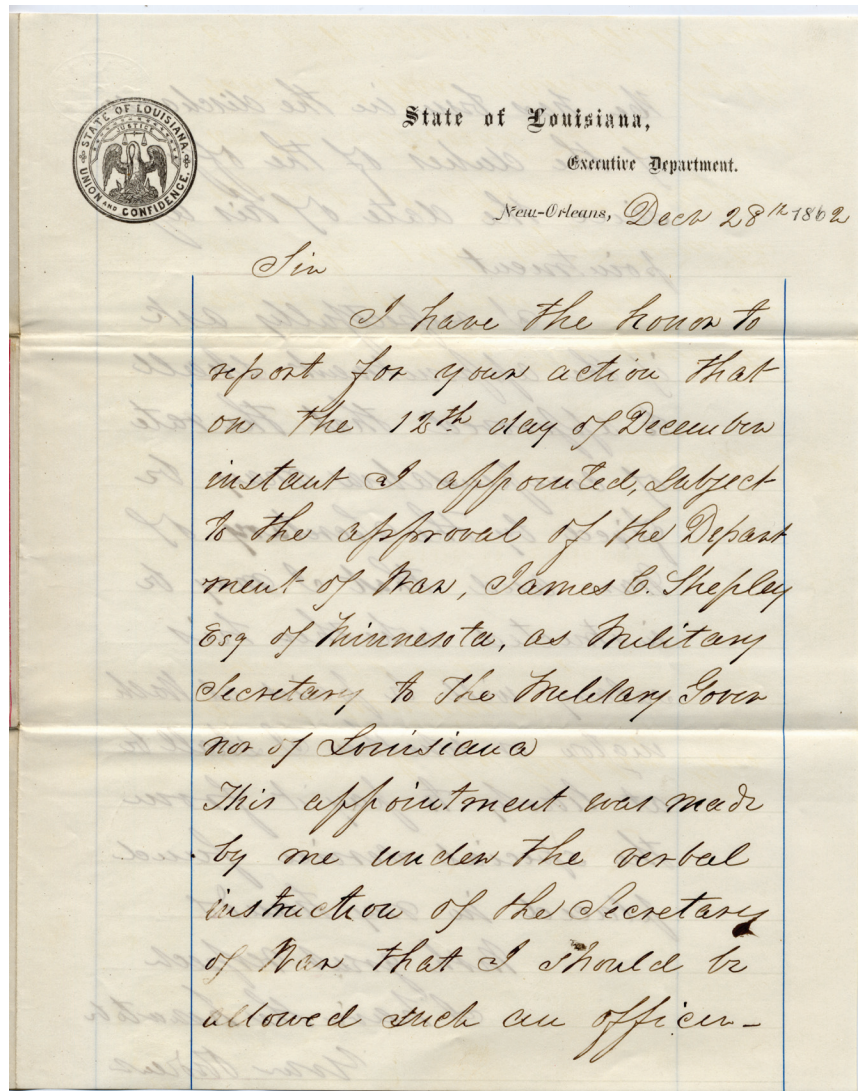 STATE OF LOUISIANA.
JUSTICE
UNION AND CONFIDENCE.
State of Louisiana,
Executive Department.
New-Orleans, Decr 28th 1862
Sir
I have the honor to
report for your action that
on the 12th day of December
instant I appointed, subject
to the approval of the Depart
ment of War, James C. Shepley
Esq of Minnesota, as Military
Secretary to the Military Gover
nor of Louisiana
This appointment was made
by me under the verbal
instruction of the Secretary
of War that I should be
allowed such an officer—